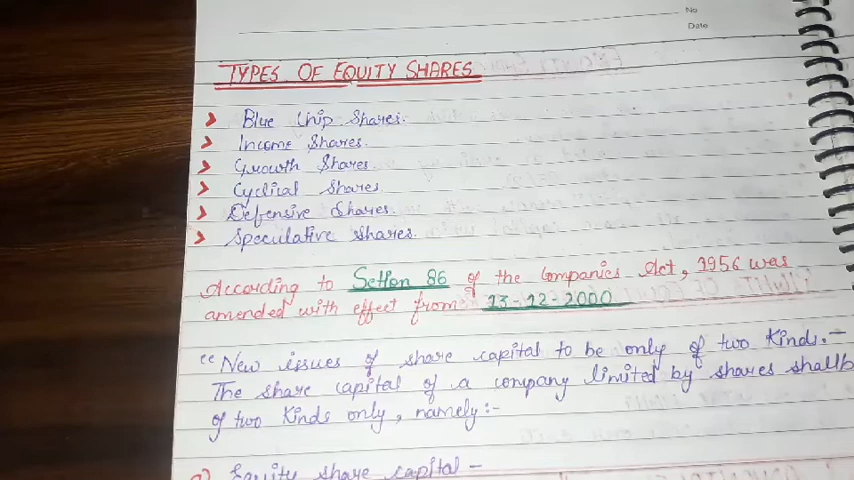 No
Date
TYPES OF EQUITY SHARES
Blue Chip Shares.
Income Shares.
Growth Shares.
Cyclical Shares
Defensive Shares.
Speculative shares.
According to Section 86 of the Companies Act, 1956 was
amended with effect from 13-12-2000
"New issues of share capital to be only of two kinds.-
The share capital of a company limited by shares shall b
of two kinds only, namely:-
a) Equity share capital -